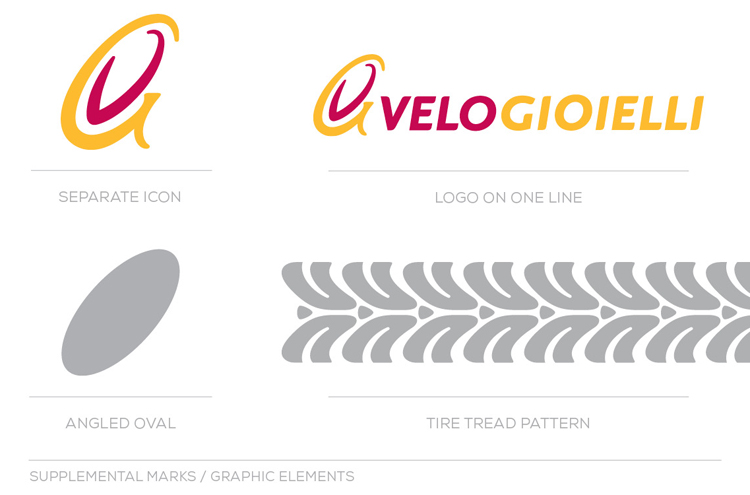 VELOGIOIELLI
SEPARATE ICON
LOGO ON ONE LINE
ANGLED OVAL
TIRE TREAD PATTERN
SUPPLEMENTAL MARKS / GRAPHIC ELEMENTS